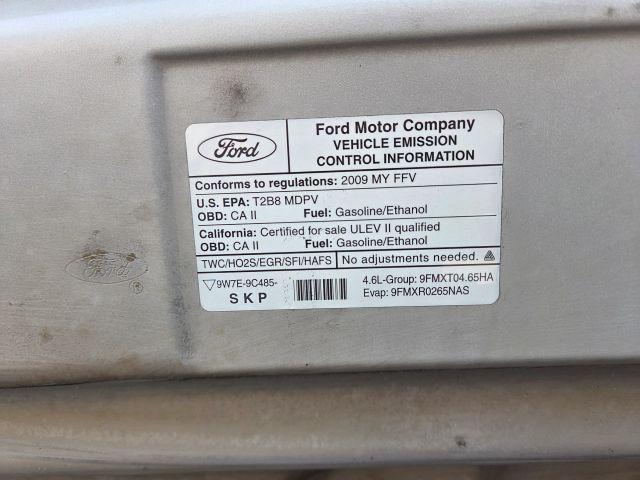 Ford
Ford Motor Company
VEHICLE EMISSION
CONTROL INFORMATION
Conforms to regulations: 2009 MY FFV
U.S. EPA: T2B8 MDPV
OBD: CA II Fuel: Gasoline/Ethanol
California: Certified for sale ULEV II qualified
OBD: CA II Fuel: Gasoline/Ethanol
TWC/HO2S/EGR/SFI/HAFS No adjustments needed.
9W7E-9C485- 4.6L-Group: 9FMXT04.65HA
SKP Evap: 9FMXR0265NAS
Ford